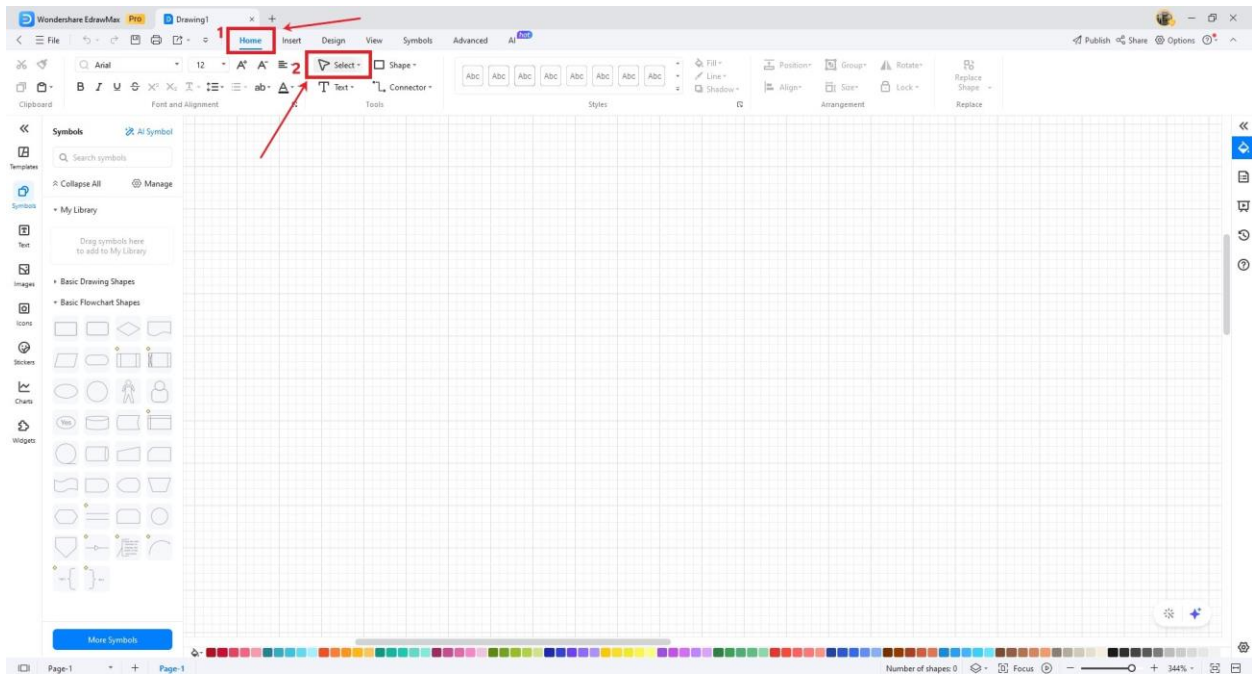 Wondershare EdrawMax Pro Drawing1 × +
File Home Insert Design View Symbols Advanced AI hot Publish Share Options
1
Arial 12 A A 2 Select Shape Fill Position Group Rotate
Abc Abc Abc Abc Abc Abc Abc Abc Line Replace Shape
B I U S X² X₂ T ab A T Text Connector Shadow Align Size Lock
Clipboard Font and Alignment Tools Styles Arrangement Replace
Symbols AI Symbol
Templates
Search symbols
Collapse All Manage
Symbols
My Library
Text
Drag symbols here
to add to My Library
Images
Basic Drawing Shapes
Basic Flowchart Shapes
Icons
Stickers
Charts
Yes
Widgets
More Symbols
Page-1 + Page-1 Number of shapes: 0 Focus − + 344%